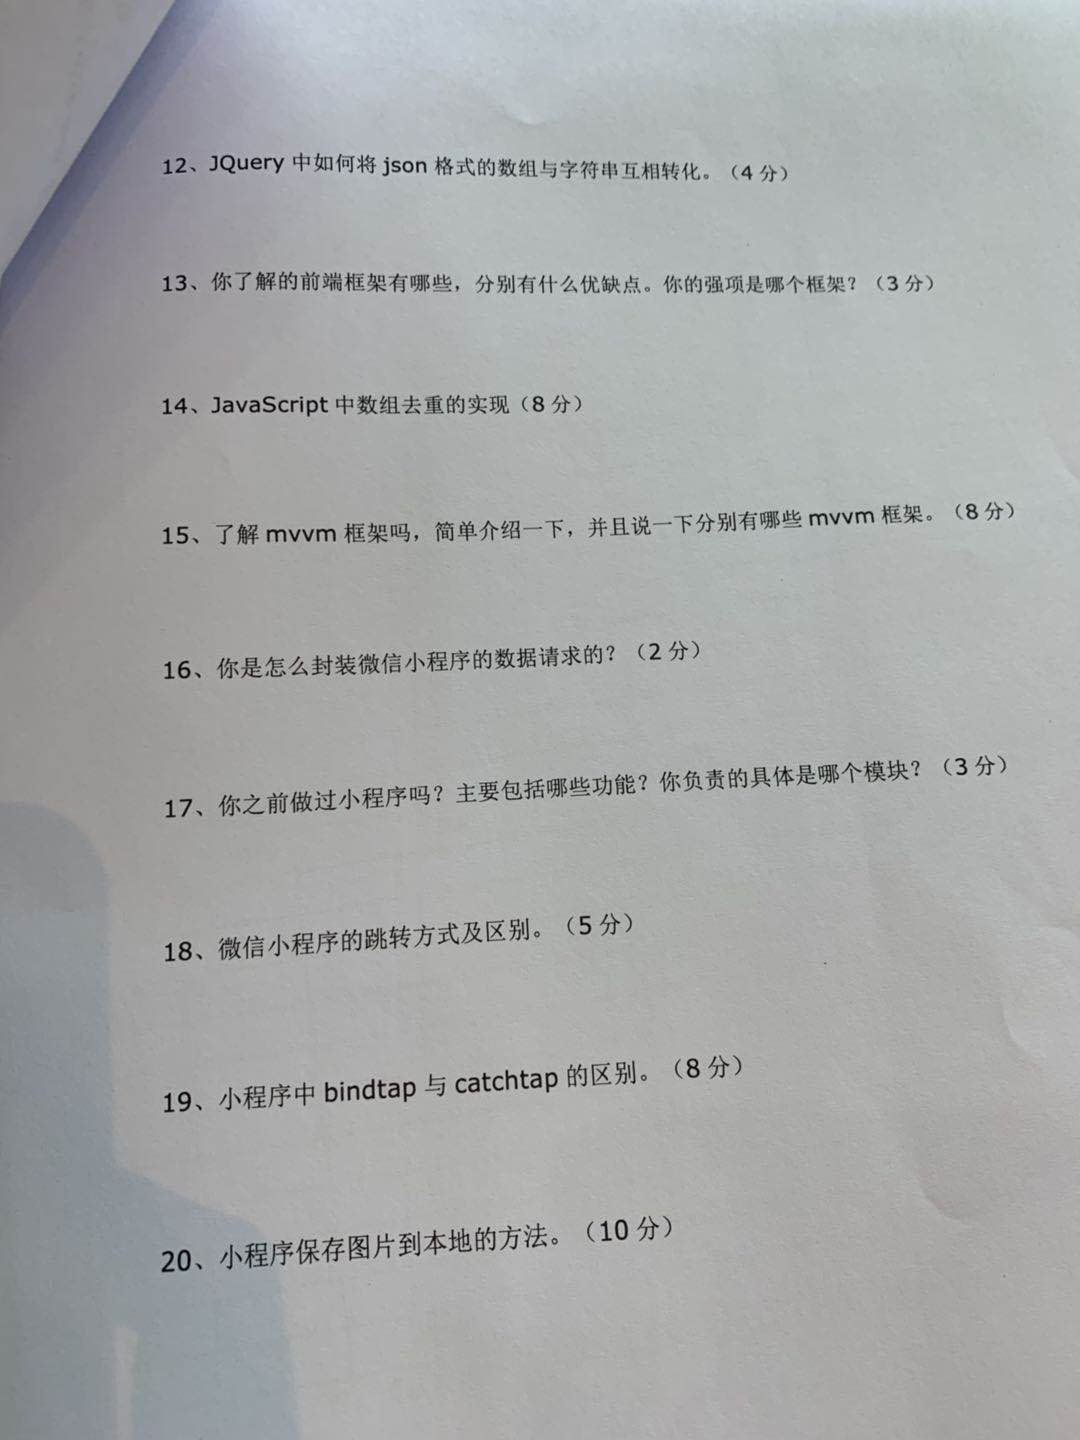 12、JQuery 中如何将 json 格式的数组与字符串互相转化。（4 分）
13、你了解的前端框架有哪些，分别有什么优缺点。你的强项是哪个框架？（3 分）
14、JavaScript 中数组去重的实现（8 分）
15、了解 mvvm 框架吗，简单介绍一下，并且说一下分别有哪些 mvvm 框架。（8 分）
16、你是怎么封装微信小程序的数据请求的？（2 分）
17、你之前做过小程序吗？主要包括哪些功能？你负责的具体是哪个模块？（3 分）
18、微信小程序的跳转方式及区别。（5 分）
19、小程序中 bindtap 与 catchtap 的区别。（8 分）
20、小程序保存图片到本地的方法。（10 分）